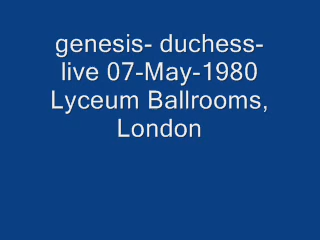 genesis- duchess-
live 07-May-1980
Lyceum Ballrooms,
London